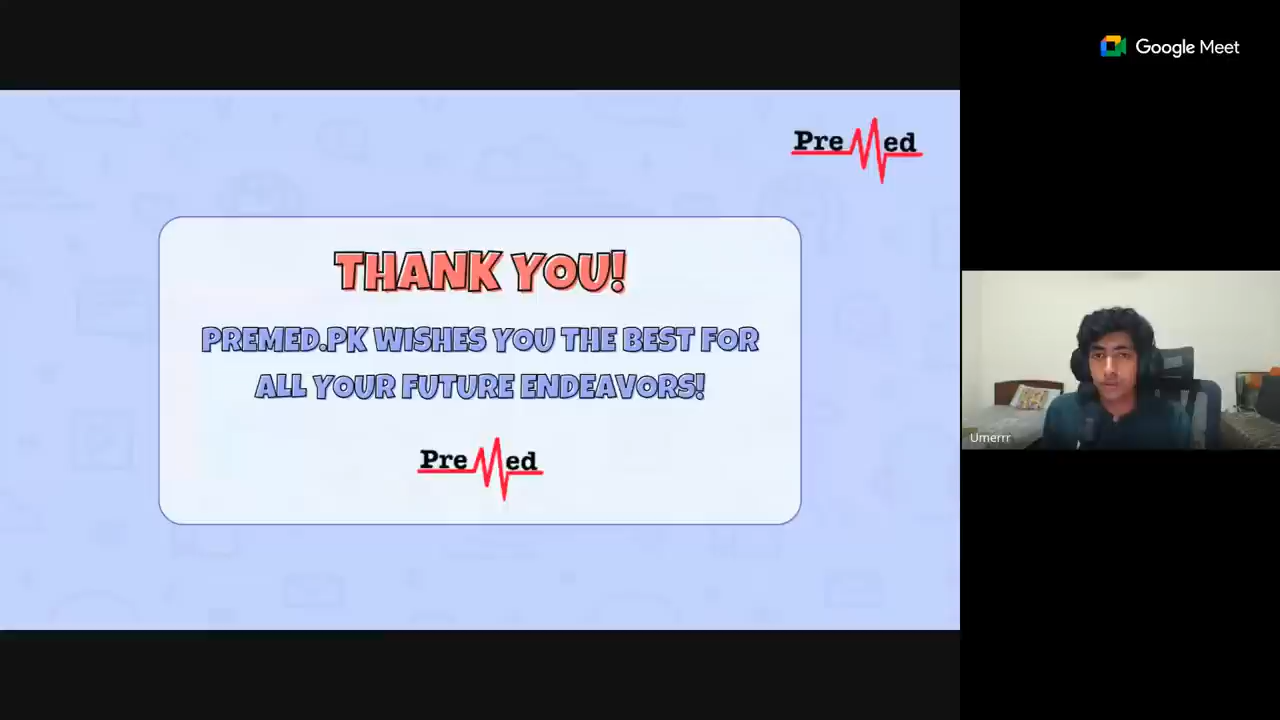 Google Meet
PreMed
THANK YOU!
PREMED.PK WISHES YOU THE BEST FOR
ALL YOUR FUTURE ENDEAVORS!
PreMed
Umerrr